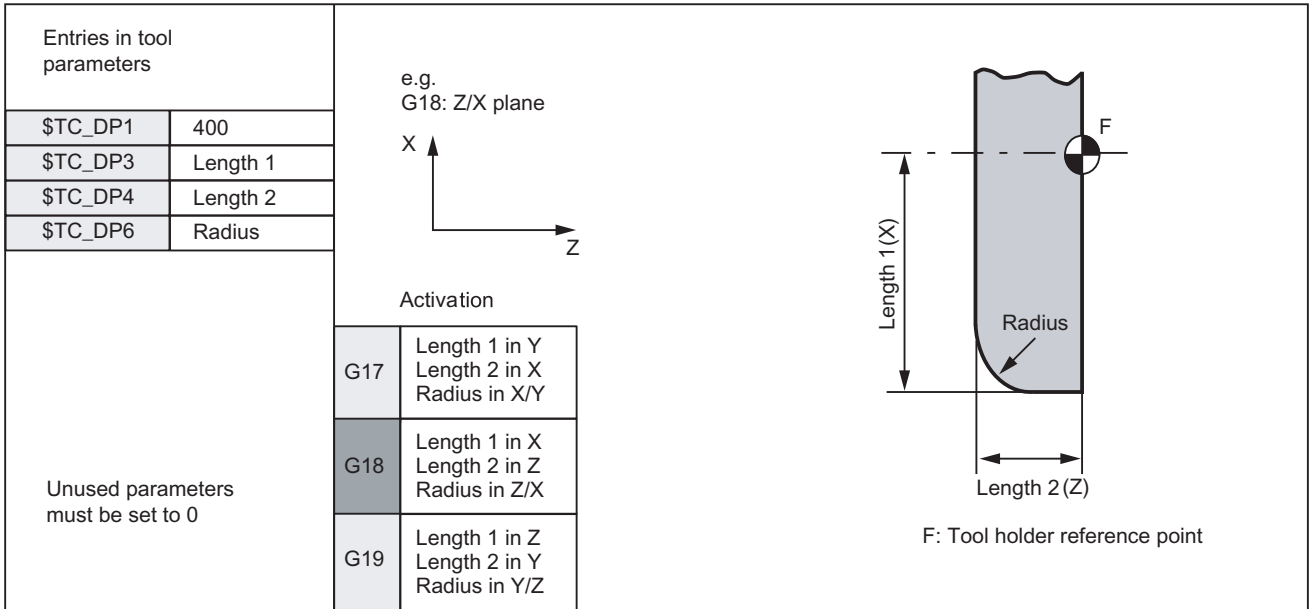 Entries in tool
parameters
$TC_DP1 400
$TC_DP3 Length 1
$TC_DP4 Length 2
$TC_DP6 Radius
Unused parameters
must be set to 0
e.g.
G18: Z/X plane
X
Z
Activation
G17
Length 1 in Y
Length 2 in X
Radius in X/Y
G18
Length 1 in X
Length 2 in Z
Radius in Z/X
G19
Length 1 in Z
Length 2 in Y
Radius in Y/Z
F
Length 1 (X)
Radius
Length 2 (Z)
F: Tool holder reference point